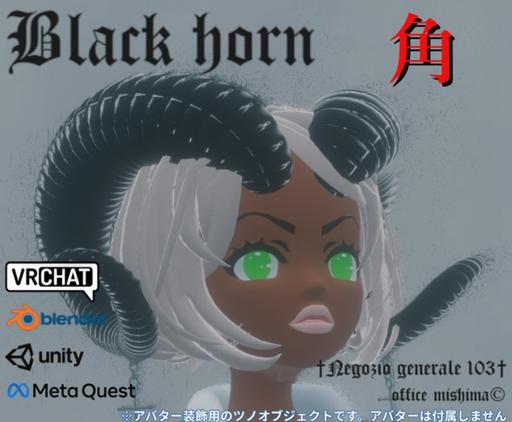 Black horn
角
VRCHAT
blender
unity
Meta Quest
†Negozio generale 103†
office mishima©
※アバター装飾用のツノオブジェクトです。アバターは付属しません